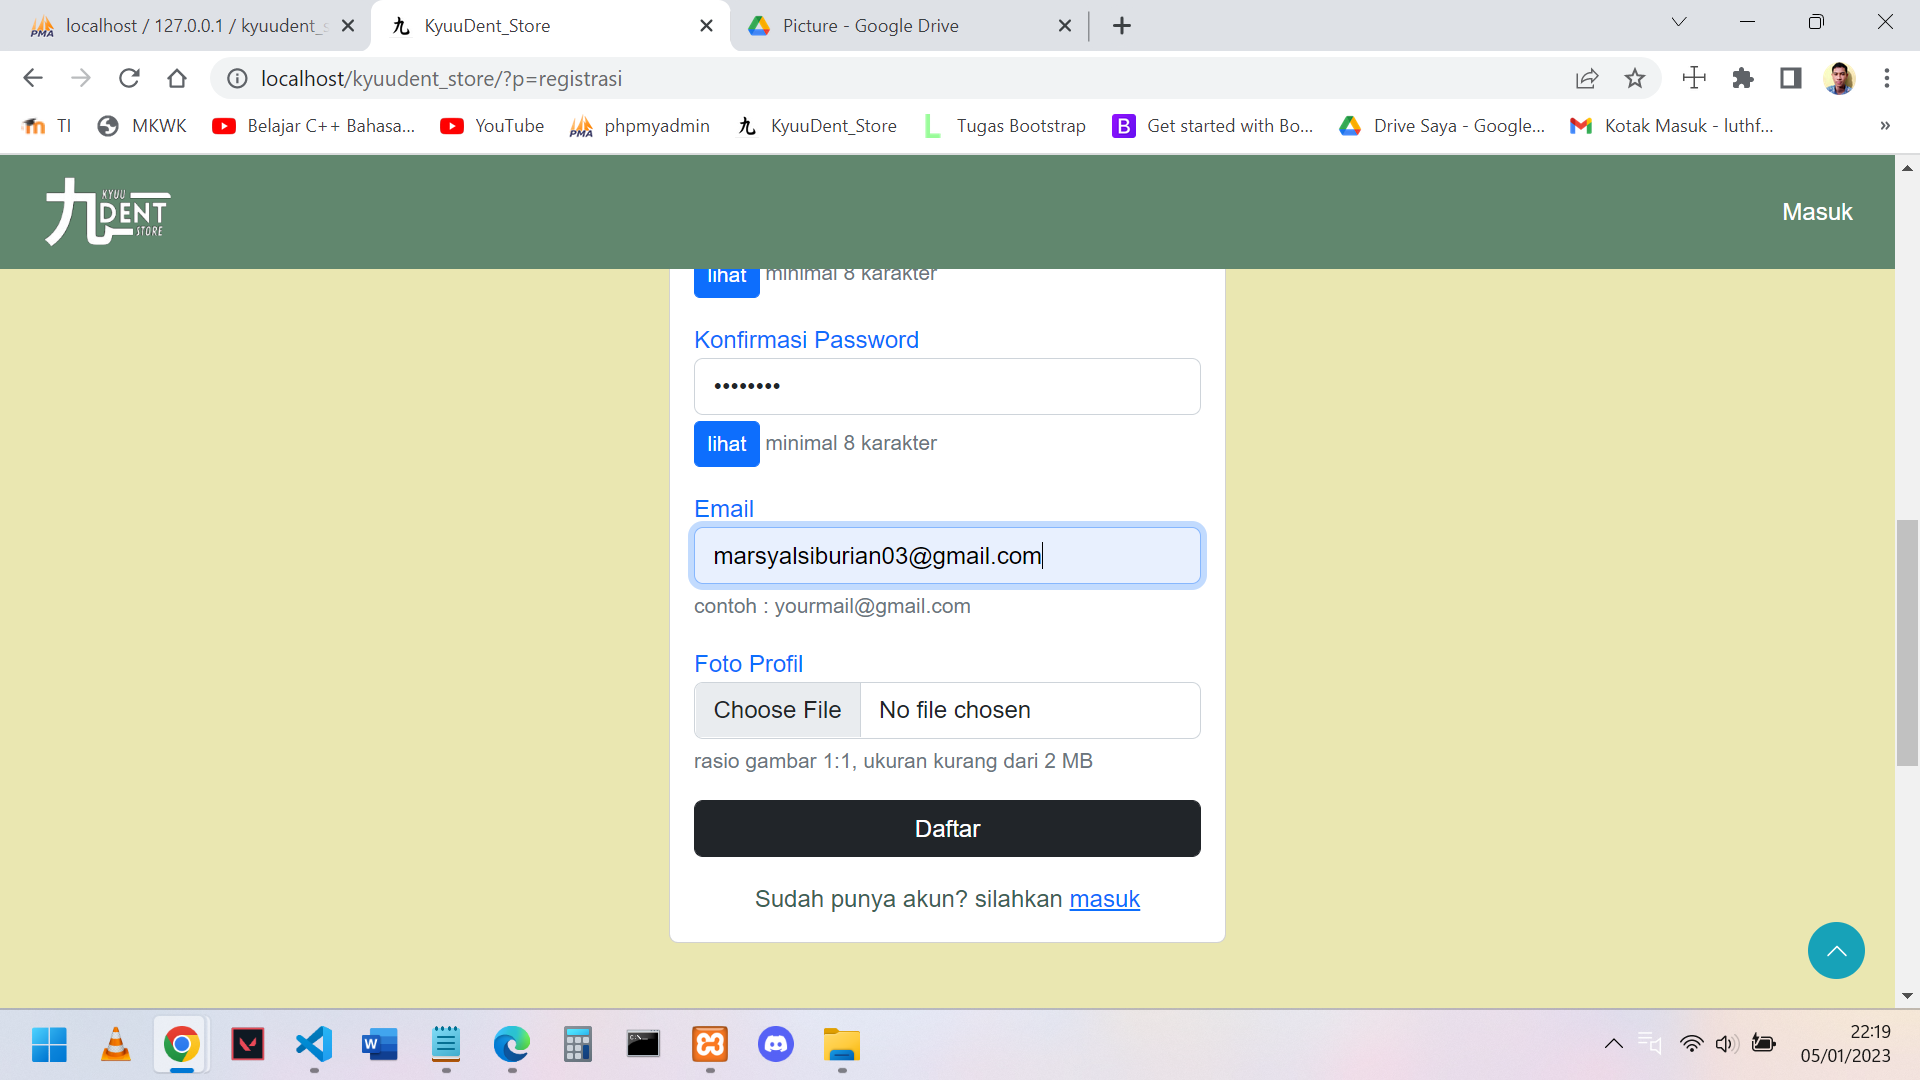 localhost / 127.0.0.1 / kyuudent_s
KyuuDent_Store
Picture - Google Drive
localhost/kyuudent_store/?p=registrasi
TI
MKWK
Belajar C++ Bahasa...
YouTube
phpmyadmin
KyuuDent_Store
Tugas Bootstrap
Get started with Bo...
Drive Saya - Google...
Kotak Masuk - luthf...
»
九 KYUU DENT STORE
Masuk
lihat minimal 8 karakter
Konfirmasi Password
••••••••
lihat minimal 8 karakter
Email
marsyalsiburian03@gmail.com
contoh : yourmail@gmail.com
Foto Profil
Choose File No file chosen
rasio gambar 1:1, ukuran kurang dari 2 MB
Daftar
Sudah punya akun? silahkan masuk
22:19
05/01/2023